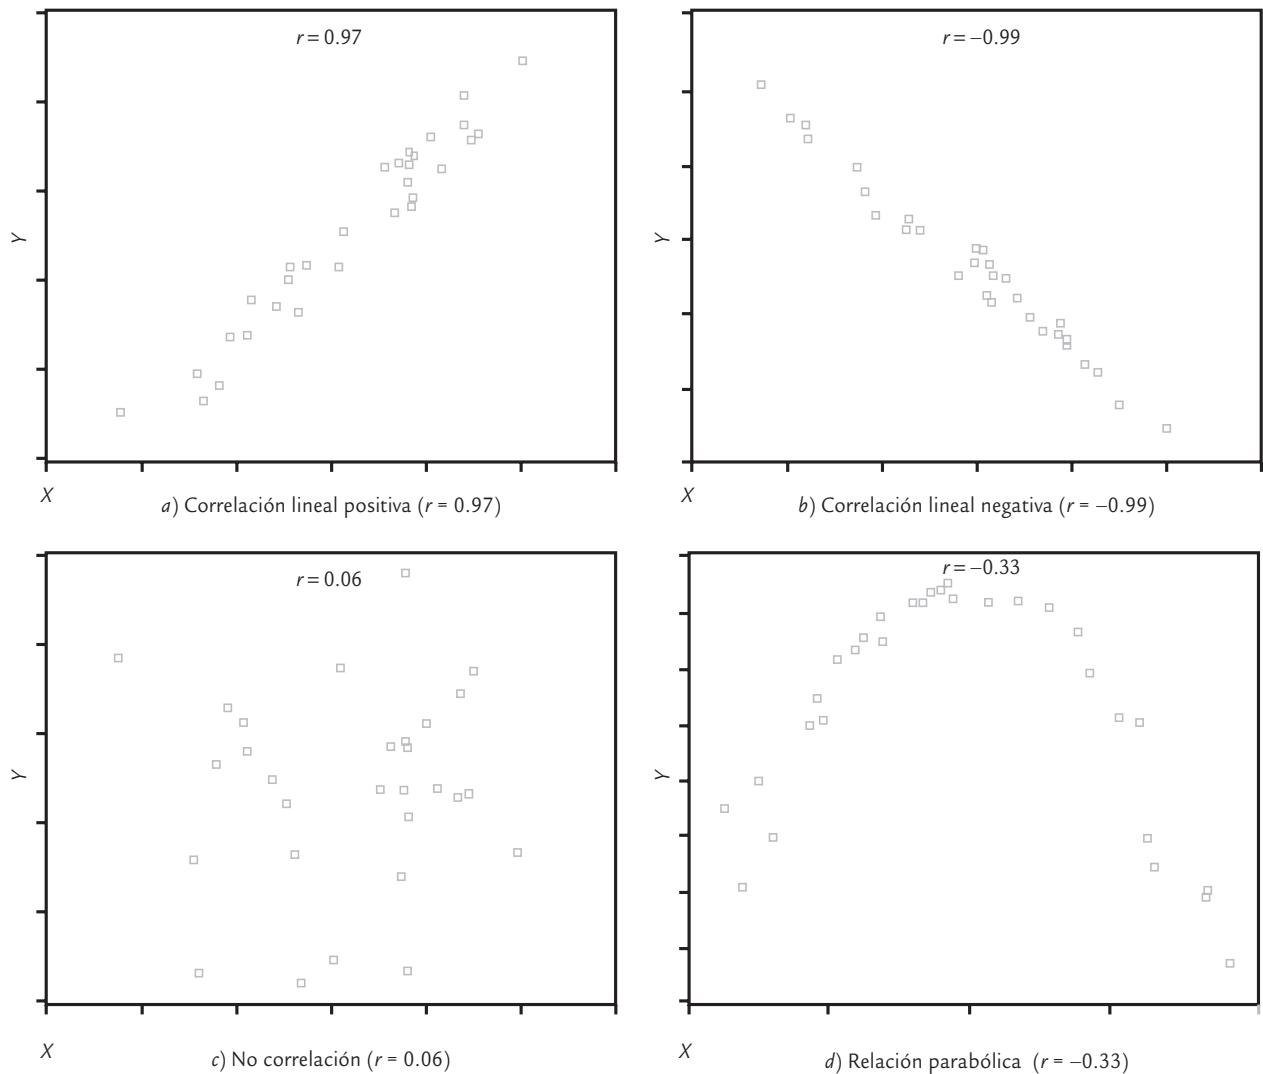 r = 0.97
Y
X
a) Correlación lineal positiva (r = 0.97)
r = −0.99
Y
X
b) Correlación lineal negativa (r = −0.99)
r = 0.06
Y
X
c) No correlación (r = 0.06)
r = −0.33
Y
X
d) Relación parabólica (r = −0.33)